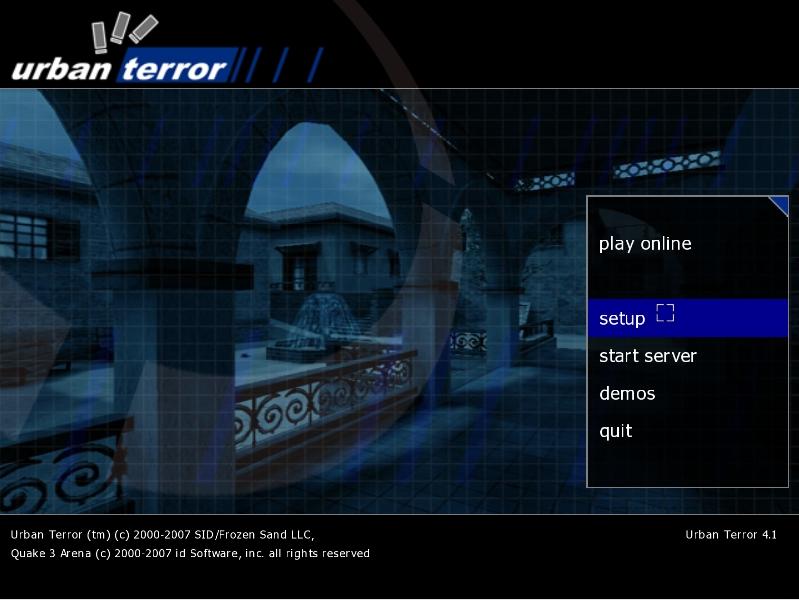 urban terror
play online
setup
start server
demos
quit
Urban Terror (tm) (c) 2000-2007 SID/Frozen Sand LLC,
Urban Terror 4.1
Quake 3 Arena (c) 2000-2007 id Software, inc. all rights reserved